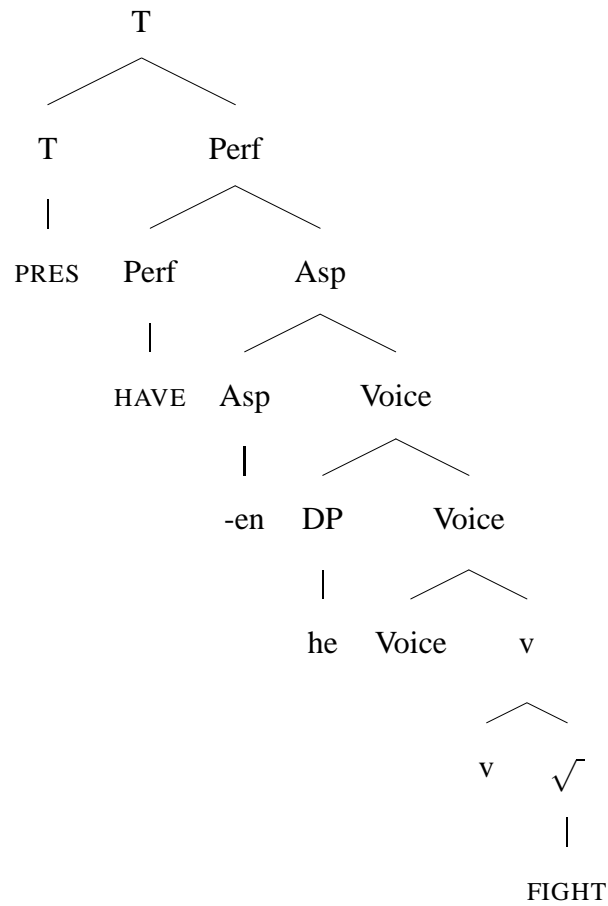 T
T Perf
PRES Perf Asp
HAVE Asp Voice
-en DP Voice
he Voice v
v √
FIGHT